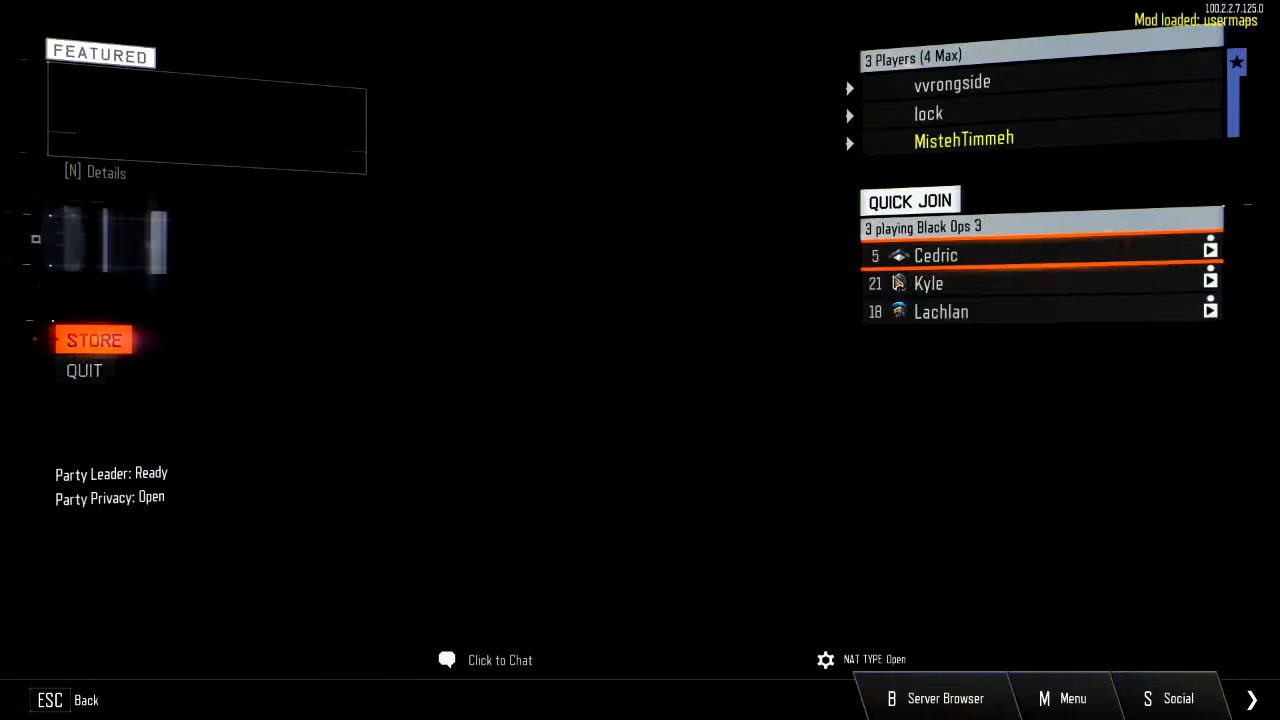 100.2.2.7.125.0
Mod loaded: usermaps
FEATURED
[N] Details
STORE
QUIT
Party Leader: Ready
Party Privacy: Open
3 Players (4 Max)
vvrongside
lock
MistehTimmeh
QUICK JOIN
3 playing Black Ops 3
5 Cedric
21 Kyle
18 Lachlan
Click to Chat
NAT TYPE Open
ESC Back
B Server Browser
M Menu
S Social